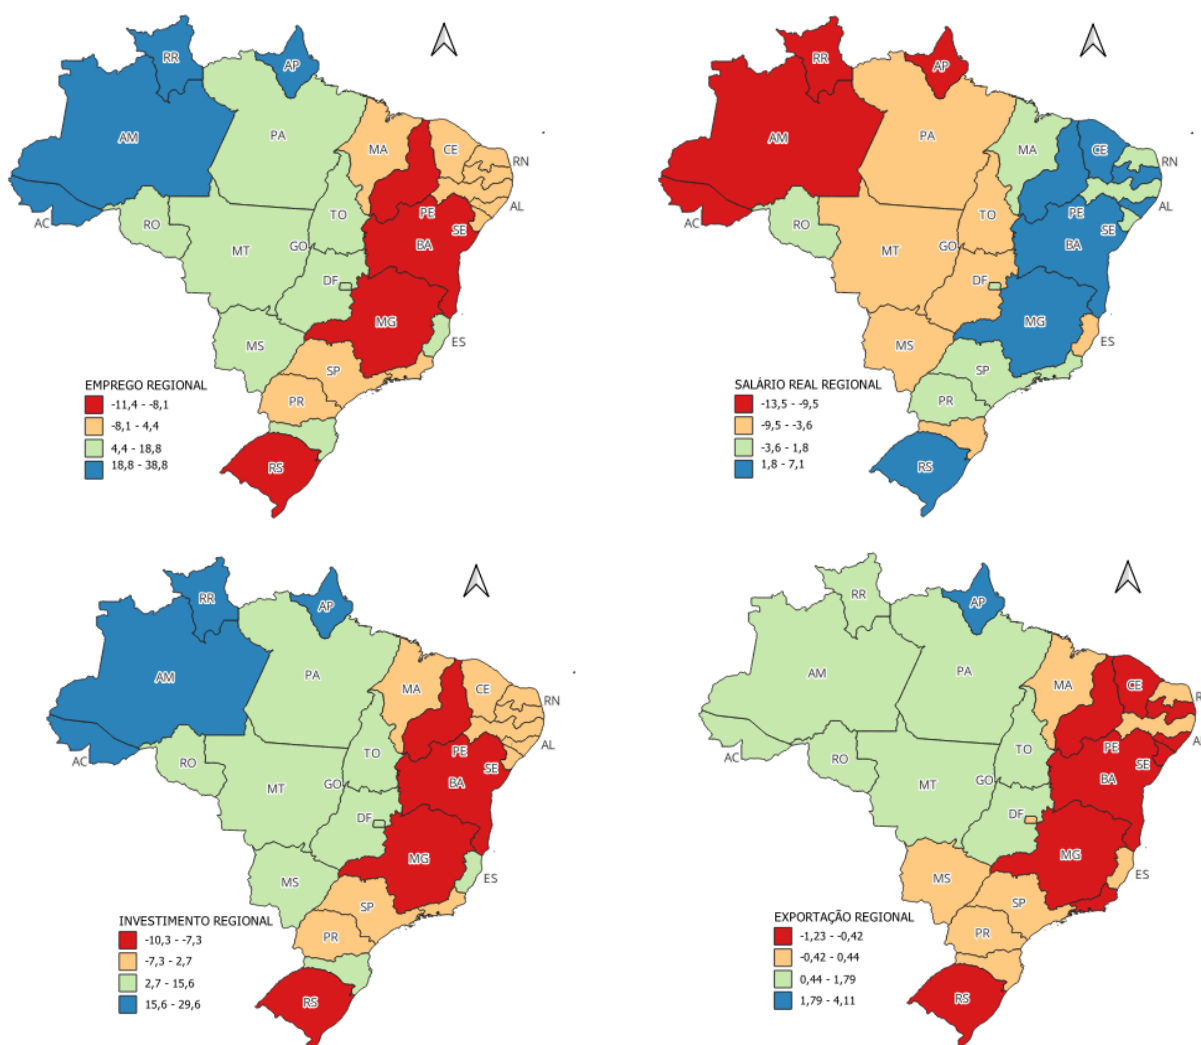 RR
AP
AM
PA
MA
CE
RN
AC
RO
TO
PE
AL
SE
MT
GO
BA
DF
MG
MS
ES
SP
PR
RS
EMPREGO REGIONAL
-11,4 - -8,1
-8,1 - 4,4
4,4 - 18,8
18,8 - 38,8
RR
AP
AM
PA
MA
CE
RN
AC
RO
TO
PE
AL
SE
MT
GO
BA
DF
MG
MS
ES
SP
PR
RS
SALÁRIO REAL REGIONAL
-13,5 - -9,5
-9,5 - -3,6
-3,6 - 1,8
1,8 - 7,1
RR
AP
AM
PA
MA
CE
RN
AC
RO
TO
PE
AL
SE
MT
GO
BA
DF
MG
MS
ES
SP
PR
RS
INVESTIMENTO REGIONAL
-10,3 - -7,3
-7,3 - 2,7
2,7 - 15,6
15,6 - 29,6
RR
AP
AM
PA
MA
CE
AC
RO
TO
PE
SE
MT
GO
BA
DF
MG
MS
ES
SP
PR
RS
EXPORTAÇÃO REGIONAL
-1,23 - -0,42
-0,42 - 0,44
0,44 - 1,79
1,79 - 4,11